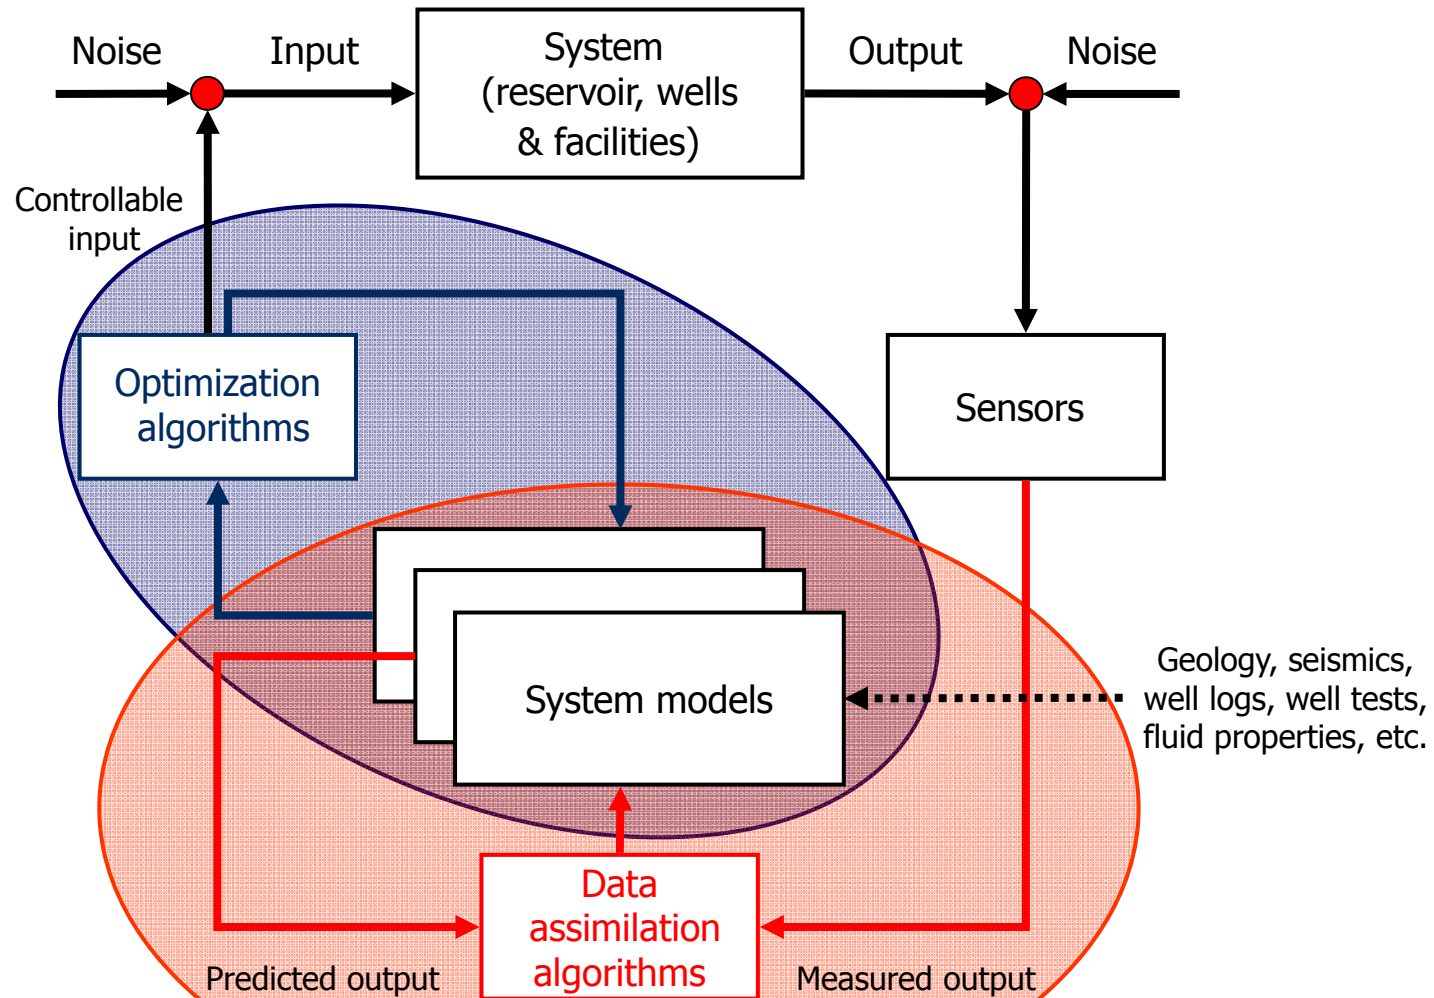 Noise
Input
System
(reservoir, wells
& facilities)
Output
Noise
Controllable
input
Optimization
algorithms
Sensors
System models
Geology, seismics,
well logs, well tests,
fluid properties, etc.
Data
assimilation
algorithms
Predicted output
Measured output